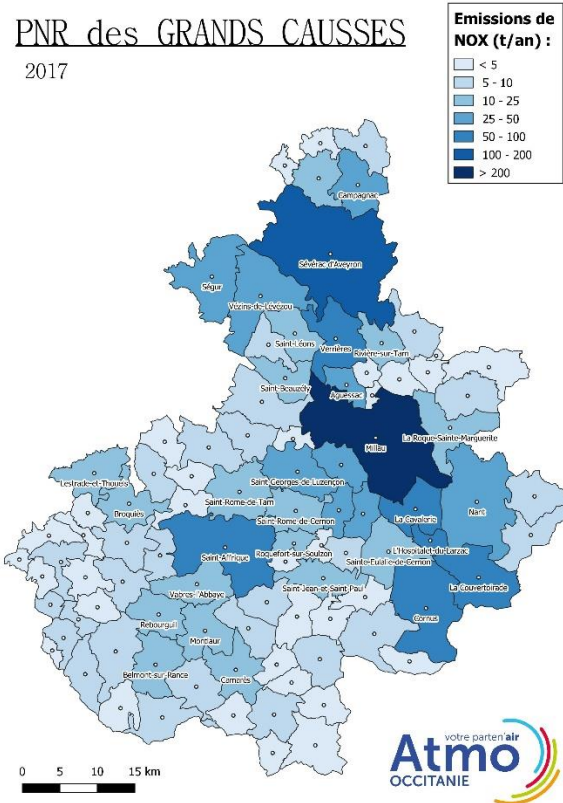 PNR des GRANDS CAUSSES
2017
Emissions de
NOX (t/an) :
< 5
5 - 10
10 - 25
25 - 50
50 - 100
100 - 200
> 200
Campagnac
Sévérac d'Aveyron
Ségur
Vézins-de-Lévézou
Saint-Léons
Verrières
Rivière-sur-Tarn
Saint-Beauzély
Aguessac
La Roque-Sainte-Marguerite
Millau
Lestrade-et-Thouels
Saint-Georges de Luzençon
Saint-Rome-de-Tarn
Nant
Broquiès
La Cavalerie
Saint-Rome de Cernon
Saint-Affrique
Roquefort-sur-Soulzon
L'Hospitalet-du-Larzac
Sainte-Eulalie-de-Cernon
La Couvertoirade
Vabres-'Abbaye
Saint-Jean-et-Saint-Paul
Rebourguil
Cornus
Montlaur
Belmont-sur-Rance
Camarès
0 5 10 15 km
votre parten'air
Atmo
OCCITANIE